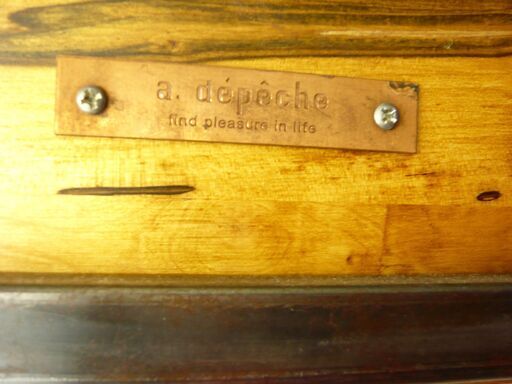 a. dépêche
find pleasure in life